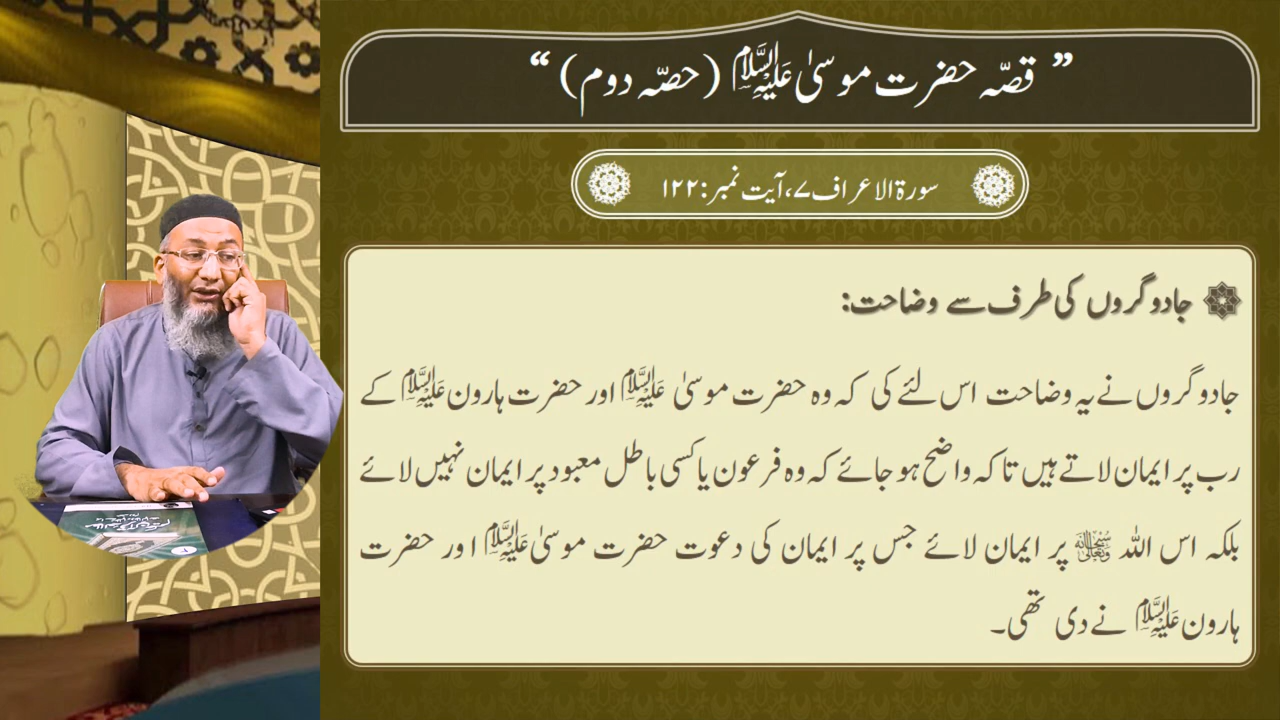 ” قصّہ حضرت موسیٰ علیہ السلام (حصّہ دوم) “
سورۃ الاعراف ۷، آیت نمبر: ۱۲۲
جادوگروں کی طرف سے وضاحت:
جادوگروں نے یہ وضاحت اس لئے کی کہ وہ حضرت موسیٰ علیہ السلام اور حضرت ہارون علیہ السلام کے
رب پر ایمان لاتے ہیں تاکہ واضح ہو جائے کہ وہ فرعون یا کسی باطل معبود پر ایمان نہیں لائے
بلکہ اس اللہ سبحانہ وتعالیٰ پر ایمان لائے جس پر ایمان کی دعوت حضرت موسیٰ علیہ السلام اور حضرت
ہارون علیہ السلام نے دی تھی۔